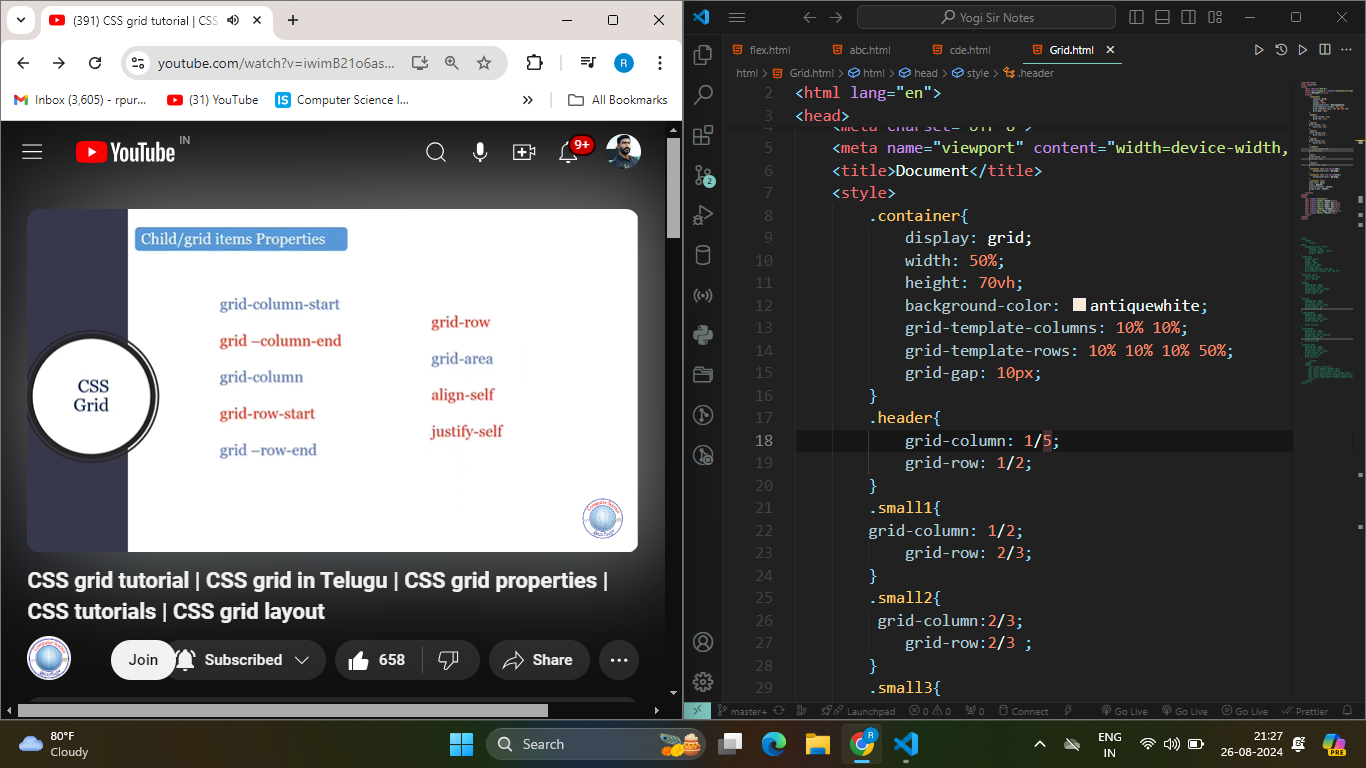 (391) CSS grid tutorial | CSS
youtube.com/watch?v=iwimB21o6as...
R
Inbox (3,605) - rpur...
(31) YouTube
Computer Science I...
All Bookmarks
YouTube IN
9+
Child/grid items Properties
grid-column-start
grid –column-end
grid-column
grid-row-start
grid –row-end
grid-row
grid-area
align-self
justify-self
CSS
Grid
CSS grid tutorial | CSS grid in Telugu | CSS grid properties |
CSS tutorials | CSS grid layout
Join
Subscribed
658
Share
Yogi Sir Notes
flex.html
abc.html
cde.html
Grid.html
html > Grid.html > html > head > style > .header
2 <html lang="en">
3 <head>
5 <meta name="viewport" content="width=device-width,
6 <title>Document</title>
7 <style>
8 .container{
9 display: grid;
10 width: 50%;
11 height: 70vh;
12 background-color: antiquewhite;
13 grid-template-columns: 10% 10%;
14 grid-template-rows: 10% 10% 10% 50%;
15 grid-gap: 10px;
16 }
17 .header{
18 grid-column: 1/5;
19 grid-row: 1/2;
20 }
21 .small1{
22 grid-column: 1/2;
23 grid-row: 2/3;
24 }
25 .small2{
26 grid-column:2/3;
27 grid-row:2/3 ;
28 }
29 .small3{
2
master+
Launchpad
0
0
0
Connect
Go Live
Go Live
Go Live
Prettier
80°F
Cloudy
Search
R
ENG
IN
21:27
26-08-2024
PRE